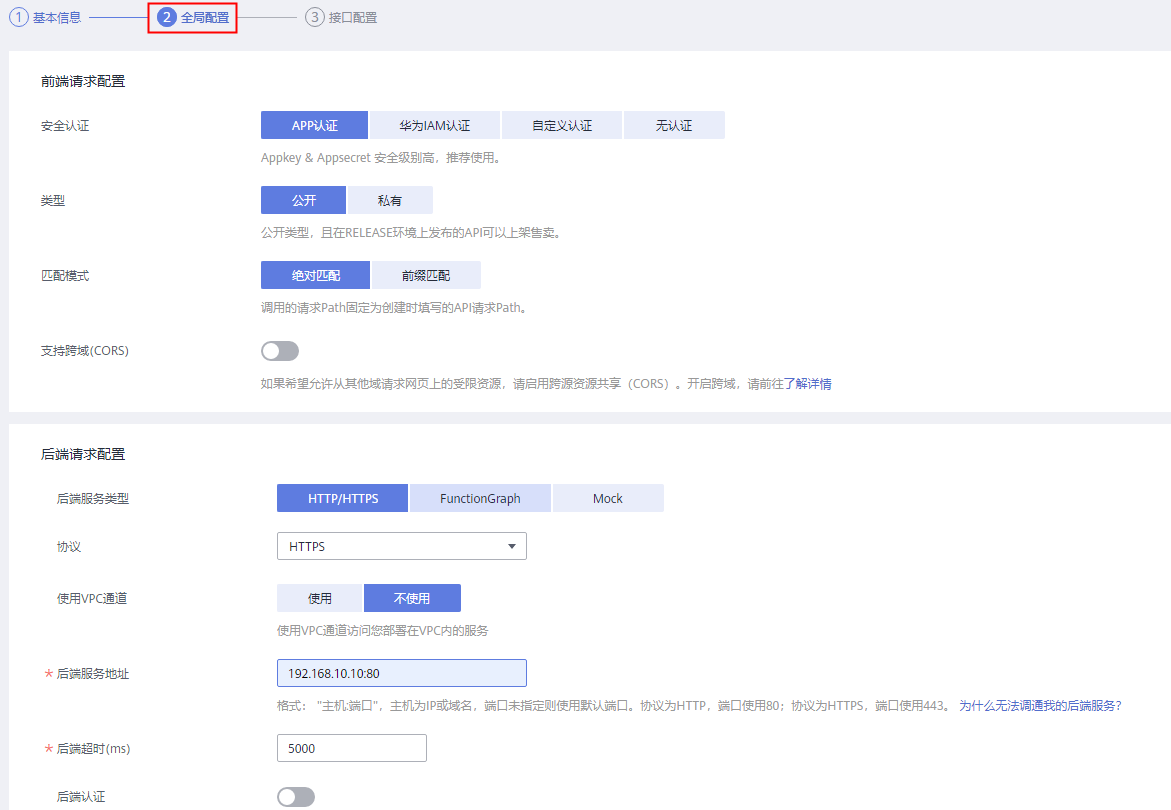 1 基本信息 2 全局配置 3 接口配置
前端请求配置
安全认证 APP认证 华为IAM认证 自定义认证 无认证
Appkey & Appsecret 安全级别高，推荐使用。
类型 公开 私有
公开类型，且在RELEASE环境上发布的API可以上架售卖。
匹配模式 绝对匹配 前缀匹配
调用的请求Path固定为创建时填写的API请求Path。
支持跨域(CORS)
如果希望允许从其他域请求网页上的受限资源，请启用跨源资源共享（CORS）。开启跨域，请前往了解详情
后端请求配置
后端服务类型 HTTP/HTTPS FunctionGraph Mock
协议 HTTPS
使用VPC通道 使用 不使用
使用VPC通道访问您部署在VPC内的服务
* 后端服务地址 192.168.10.10:80
格式： "主机:端口"，主机为IP或域名，端口未指定则使用默认端口。协议为HTTP，端口使用80；协议为HTTPS，端口使用443。 为什么无法调通我的后端服务？
* 后端超时(ms) 5000
后端认证